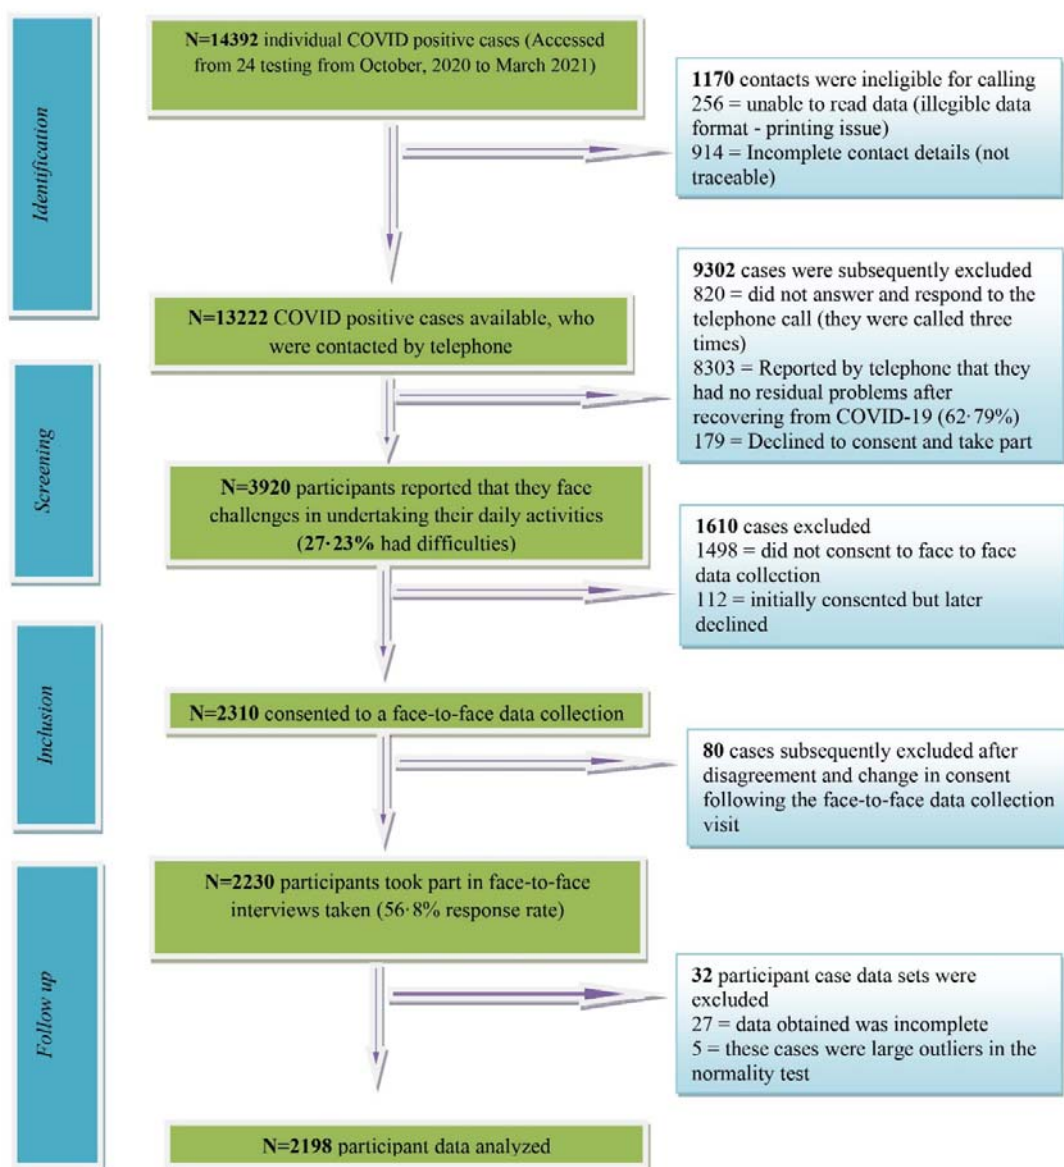 Identification
N=14392 individual COVID positive cases (Accessed
from 24 testing from October, 2020 to March 2021)
1170 contacts were ineligible for calling
256 = unable to read data (illegible data
format - printing issue)
914 = Incomplete contact details (not
traceable)
N=13222 COVID positive cases available, who
were contacted by telephone
9302 cases were subsequently excluded
820 = did not answer and respond to the
telephone call (they were called three
times)
8303 = Reported by telephone that they
had no residual problems after
recovering from COVID-19 (62·79%)
179 = Declined to consent and take part
Screening
N=3920 participants reported that they face
challenges in undertaking their daily activities
(27·23% had difficulties)
1610 cases excluded
1498 = did not consent to face to face
data collection
112 = initially consented but later
declined
Inclusion
N=2310 consented to a face-to-face data collection
80 cases subsequently excluded after
disagreement and change in consent
following the face-to-face data collection
visit
Follow up
N=2230 participants took part in face-to-face
interviews taken (56·8% response rate)
32 participant case data sets were
excluded
27 = data obtained was incomplete
5 = these cases were large outliers in the
normality test
N=2198 participant data analyzed